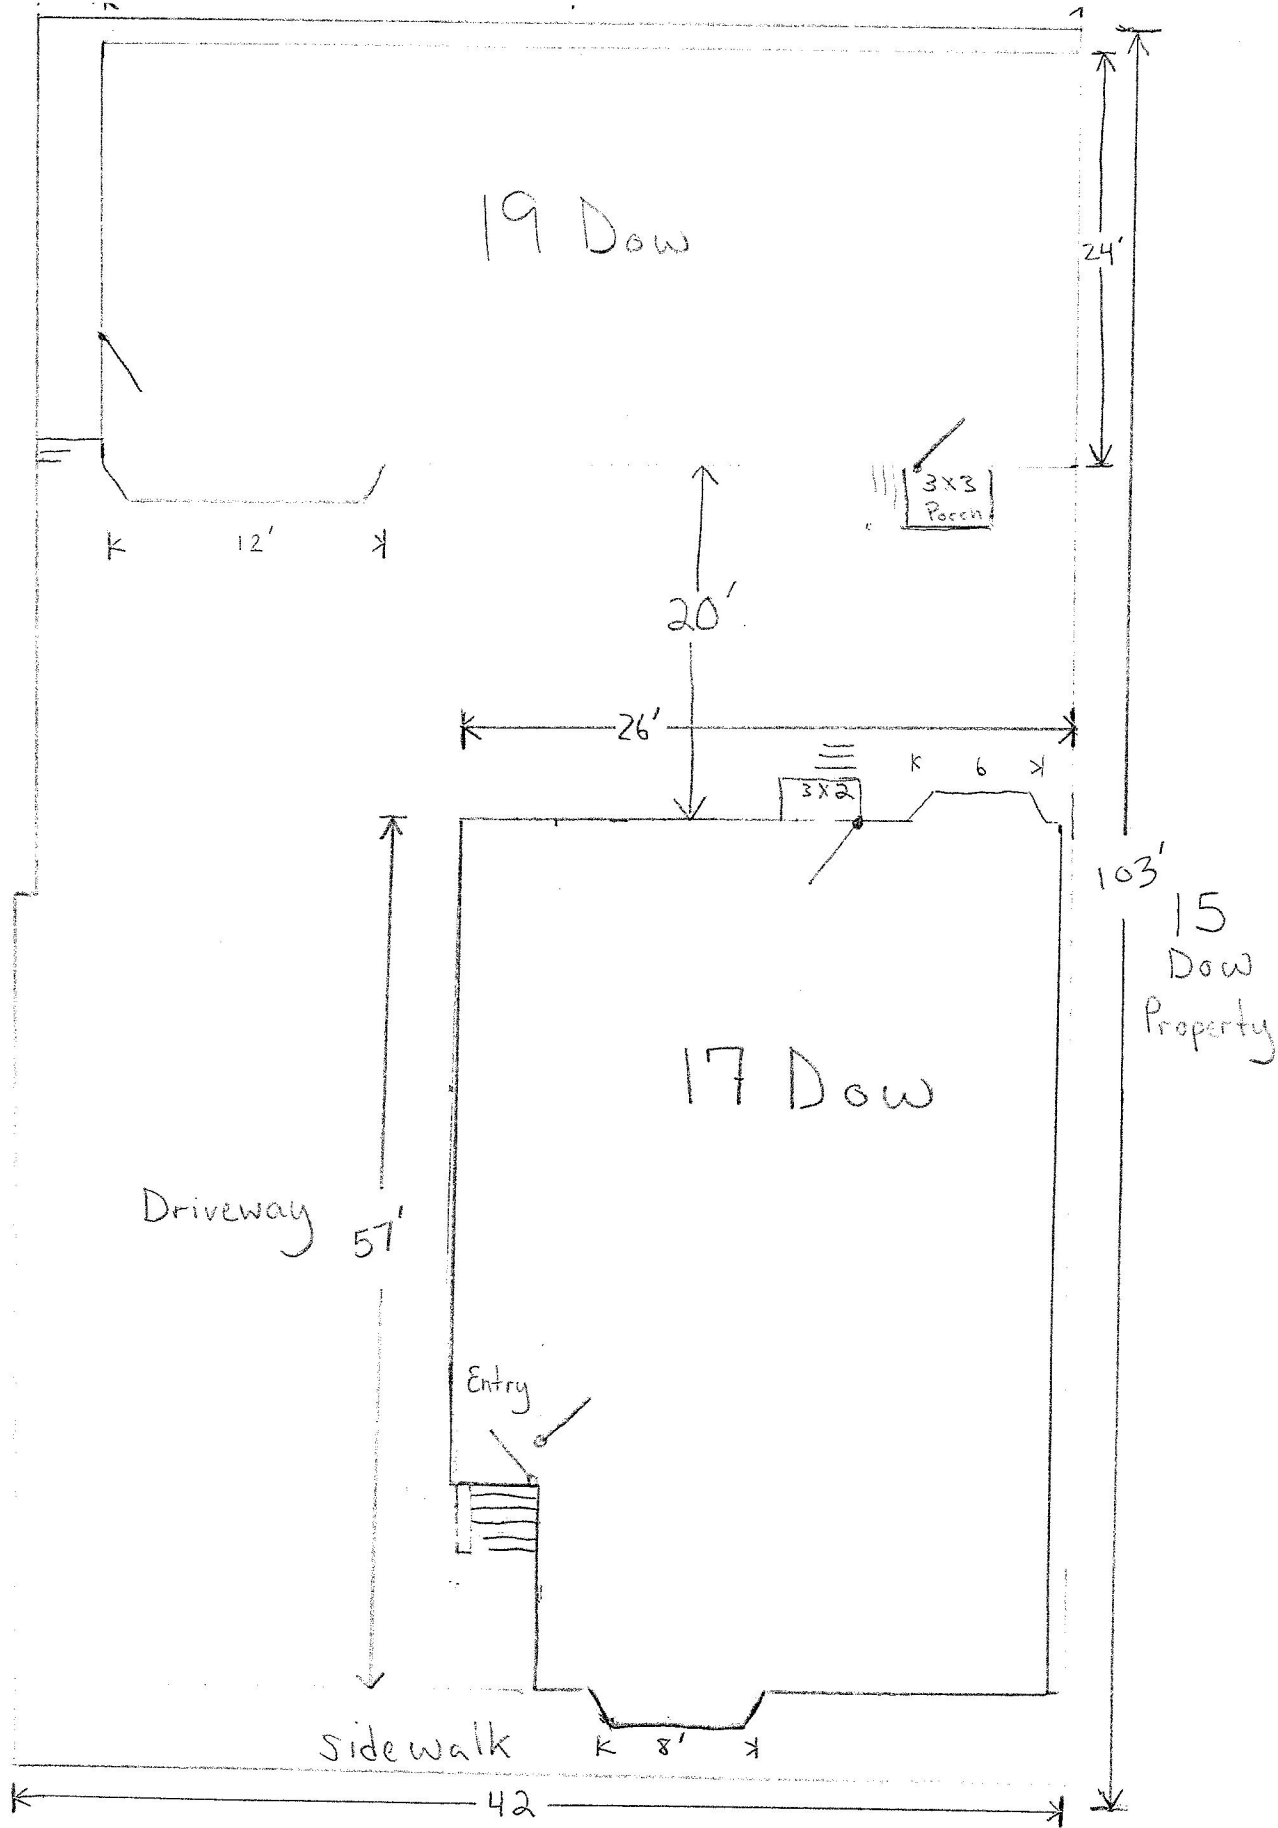 19 Dow
24'
3x3
Porch
12'
20'
26'
6
3x2
103'
15
Dow
Property
17 Dow
Driveway
57'
Entry
Sidewalk
8'
42